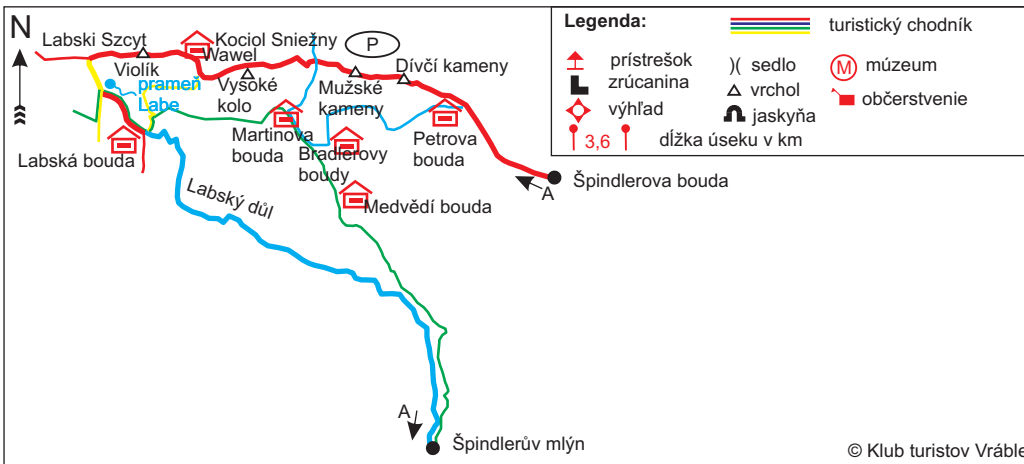 N
Labski Szcyt
Kociol Sniežny
P
Wawel
Violík
prameň
Labe
Vysoké
kolo
Mužské
kameny
Dívčí kameny
Martinova
bouda
Bradlerovy
boudy
Petrova
bouda
Labská bouda
Labský důl
Medvědí bouda
A
Špindlerova bouda
A
Špindlerův mlýn
Legenda:
turistický chodník
prístrešok
zrúcanina
výhľad
3,6
dĺžka úseku v km
sedlo
vrchol
jaskyňa
M
múzeum
občerstvenie
© Klub turistov Vráble